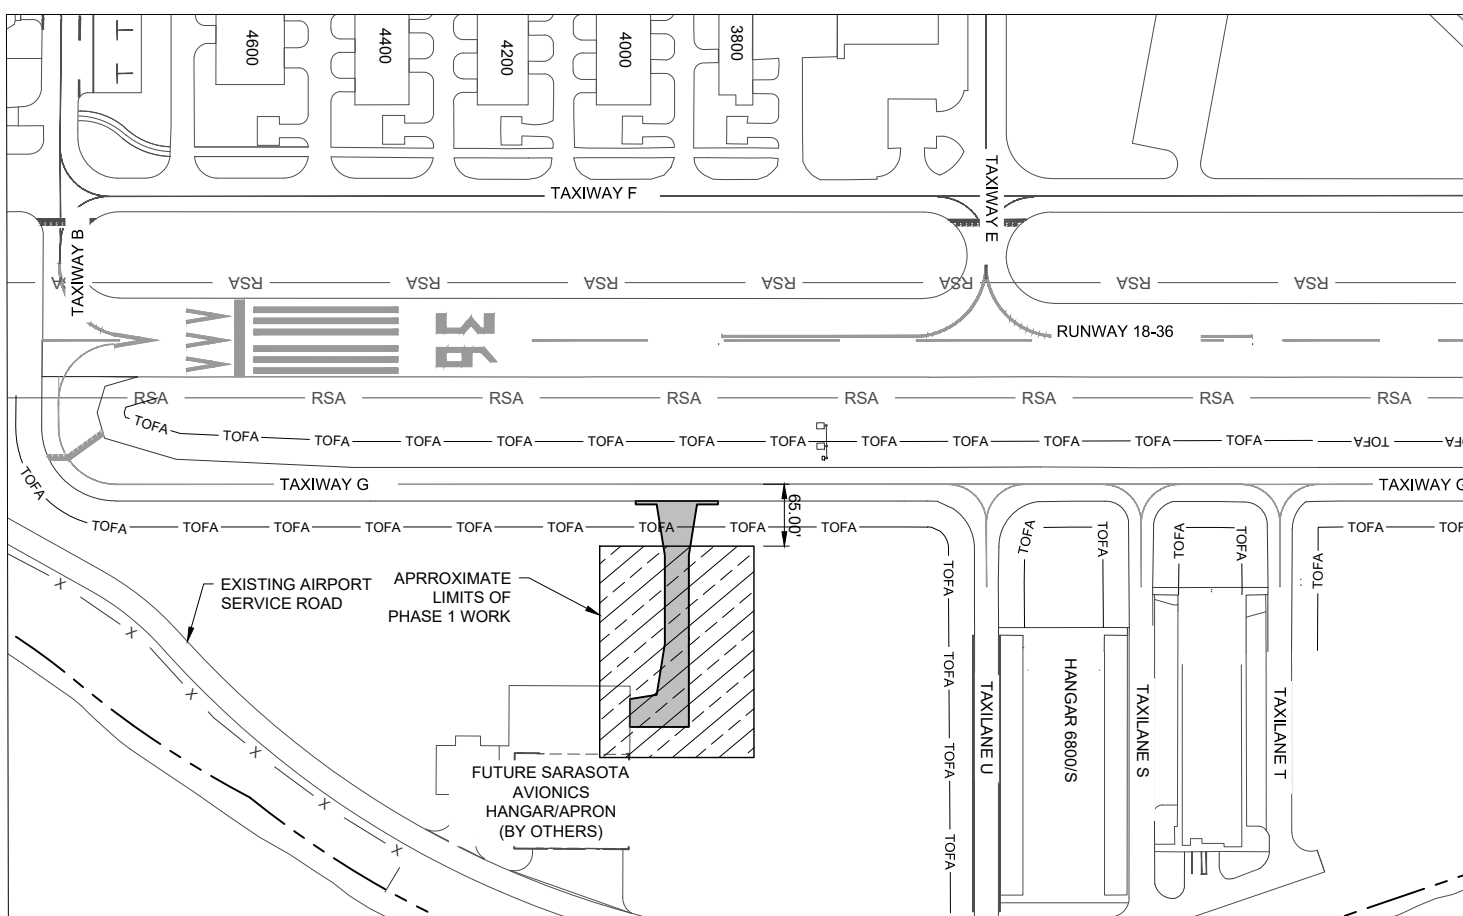 4600
4400
4200
4000
3800
TAXIWAY F
TAXIWAY E
TAXIWAY B
RSA RSA RSA RSA RSA RSA RSA RSA
36
RUNWAY 18-36
RSA RSA RSA RSA RSA RSA RSA RSA
TOFA TOFA TOFA TOFA TOFA TOFA TOFA TOFA TOFA TOFA TOFA TOFA TOFA TOFA
TAXIWAY G
TAXIWAY G
65.00'
TOFA TOFA TOFA TOFA TOFA TOFA TOFA TOFA TOFA TOFA
TOFA TOFA TOFA TOFA TOFA TOFA
TOFA
TOFA
TOFA
TOFA
TOFA
EXISTING AIRPORT
SERVICE ROAD
APRROXIMATE
LIMITS OF
PHASE 1 WORK
X
X
X
X
X
X
FUTURE SARASOTA
AVIONICS
HANGAR/APRON
(BY OTHERS)
TAXILANE U
HANGAR 6800/S
TAXILANE S
TAXILANE T